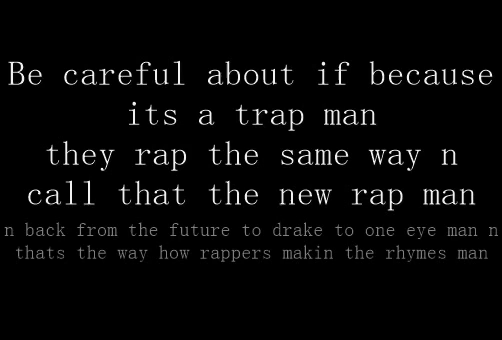 Be careful about if because
its a trap man
they rap the same way n
call that the new rap man
n back from the future to drake to one eye man n
thats the way how rappers makin the rhymes man